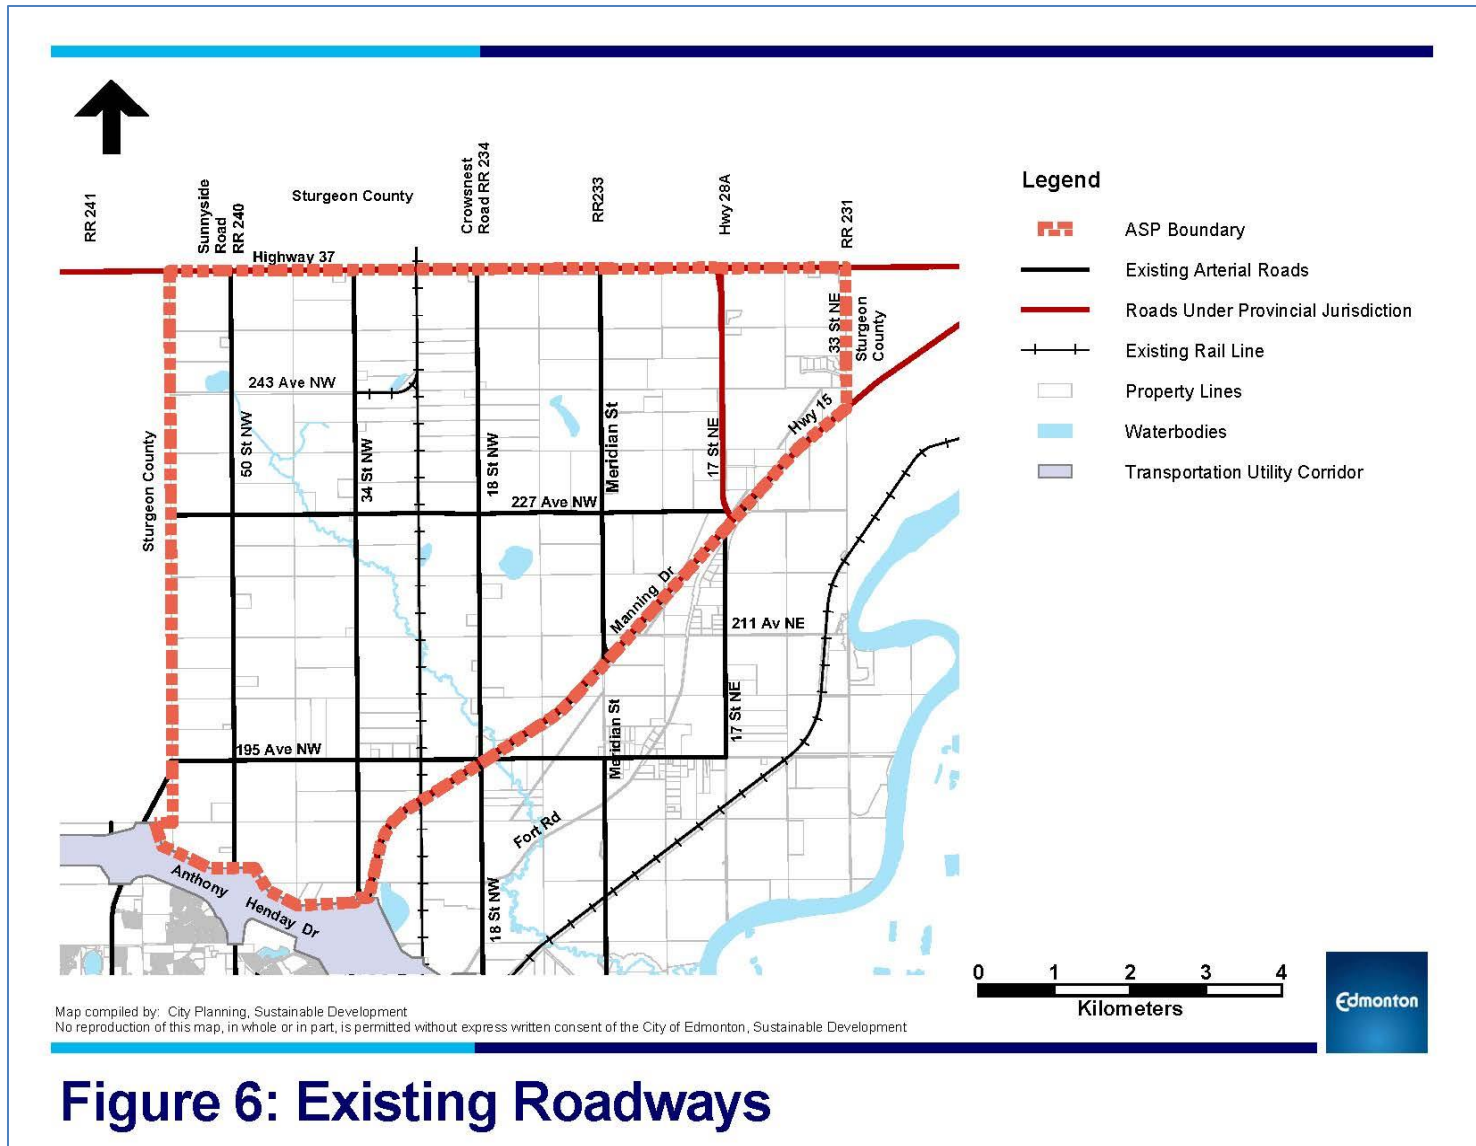 RR 241
Sunnyside
Road
RR 240
Sturgeon County
Crowsnest
Road RR 234
RR233
Hwy 28A
RR 231
Highway 37
33 St NE
Sturgeon
County
243 Ave NW
Hwy 15
Sturgeon County
50 St NW
34 St NW
18 St NW
Meridian St
17 St NE
227 Ave NW
Manning Dr
211 Av NE
17 St NE
Meridian St
195 Ave NW
Fort Rd
Anthony
Henday Dr
18 St NW
Legend
ASP Boundary
Existing Arterial Roads
Roads Under Provincial Jurisdiction
Existing Rail Line
Property Lines
Waterbodies
Transportation Utility Corridor
0 1 2 3 4
Kilometers
Edmonton
Map compiled by: City Planning, Sustainable Development
No reproduction of this map, in whole or in part, is permitted without express written consent of the City of Edmonton, Sustainable Development
Figure 6: Existing Roadways